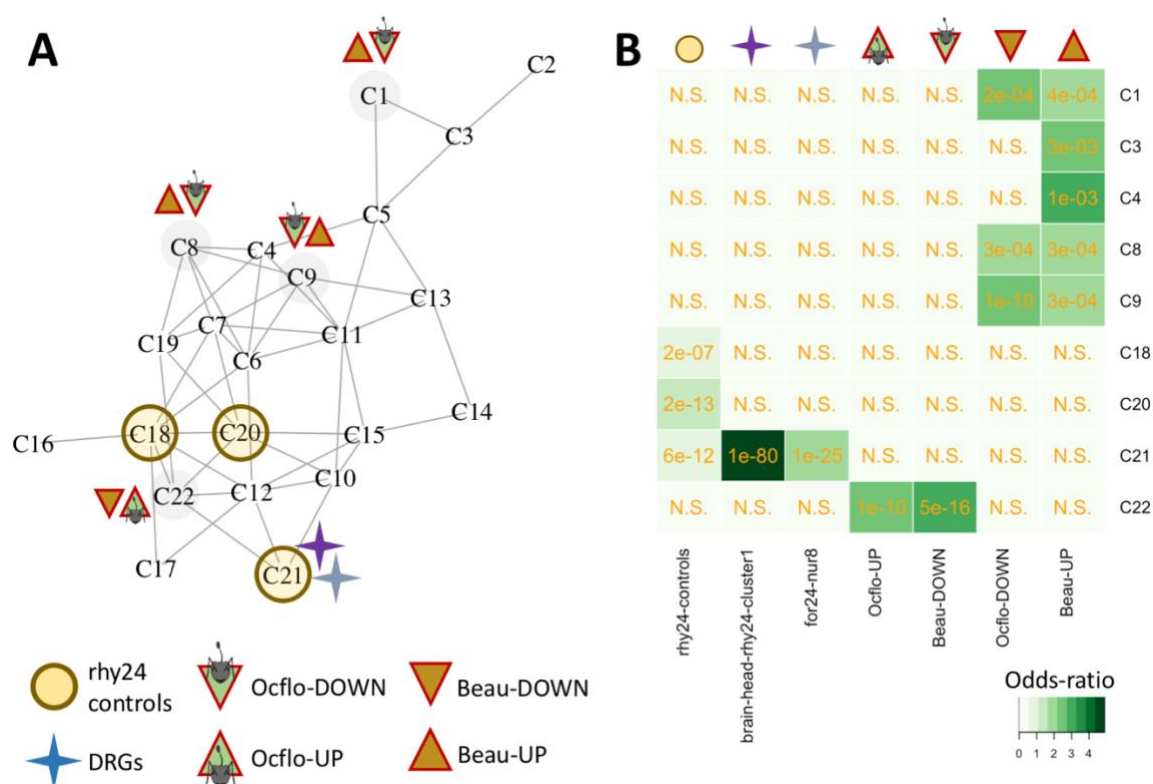 A
C2
C1
C3
C5
C8
C4
C9
C13
C7
C11
C19
C6
C14
C18
C20
C15
C16
C10
C22
C12
C17
C21
rhy24
controls
Ocflo-DOWN
Beau-DOWN
DRGs
Ocflo-UP
Beau-UP
B
N.S. N.S. N.S. N.S. N.S. 2e-04 4e-04 C1
N.S. N.S. N.S. N.S. N.S. N.S. 3e-03 C3
N.S. N.S. N.S. N.S. N.S. N.S. 1e-03 C4
N.S. N.S. N.S. N.S. N.S. 3e-04 3e-04 C8
N.S. N.S. N.S. N.S. N.S. 1e-10 3e-04 C9
2e-07 N.S. N.S. N.S. N.S. N.S. N.S. C18
2e-13 N.S. N.S. N.S. N.S. N.S. N.S. C20
6e-12 1e-80 1e-25 N.S. N.S. N.S. N.S. C21
N.S. N.S. N.S. 1e-10 5e-16 N.S. N.S. C22
rhy24-controls
brain-head-rhy24-cluster1
for24-nur8
Ocflo-UP
Beau-DOWN
Ocflo-DOWN
Beau-UP
Odds-ratio
0 1 2 3 4